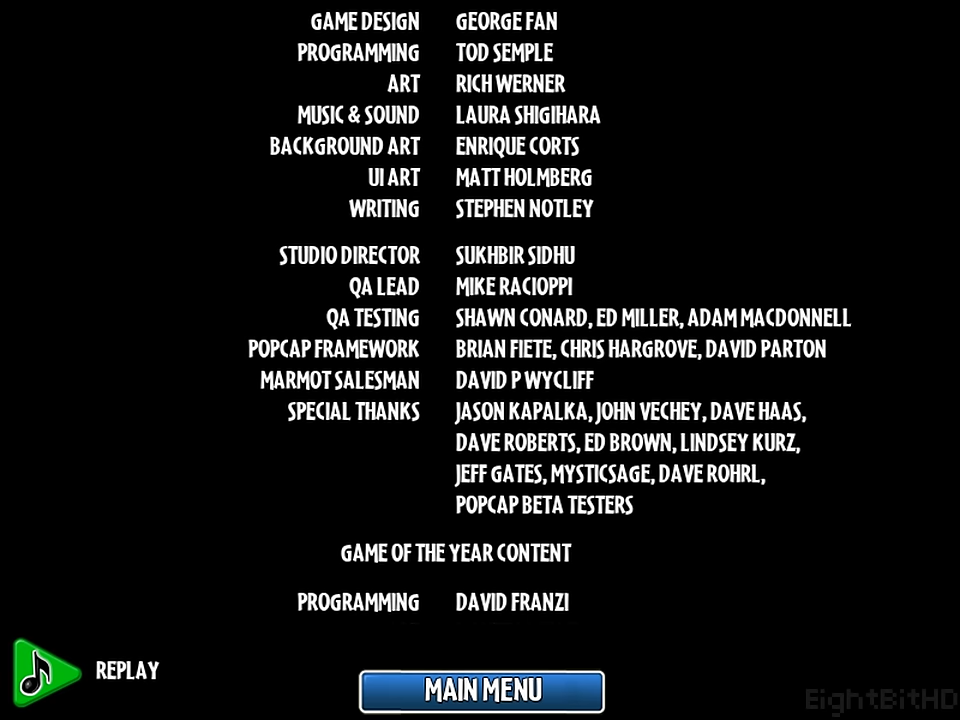 GAME DESIGN GEORGE FAN
PROGRAMMING TOD SEMPLE
ART RICH WERNER
MUSIC & SOUND LAURA SHIGIHARA
BACKGROUND ART ENRIQUE CORTS
UI ART MATT HOLMBERG
WRITING STEPHEN NOTLEY
STUDIO DIRECTOR SUKHBIR SIDHU
QA LEAD MIKE RACIOPPI
QA TESTING SHAWN CONARD, ED MILLER, ADAM MACDONNELL
POPCAP FRAMEWORK BRIAN FIETE, CHRIS HARGROVE, DAVID PARTON
MARMOT SALESMAN DAVID P WYCLIFF
SPECIAL THANKS JASON KAPALKA, JOHN VECHEY, DAVE HAAS,
DAVE ROBERTS, ED BROWN, LINDSEY KURZ,
JEFF GATES, MYSTICSAGE, DAVE ROHRL,
POPCAP BETA TESTERS
GAME OF THE YEAR CONTENT
PROGRAMMING DAVID FRANZI
REPLAY
MAIN MENU
EightBitHD